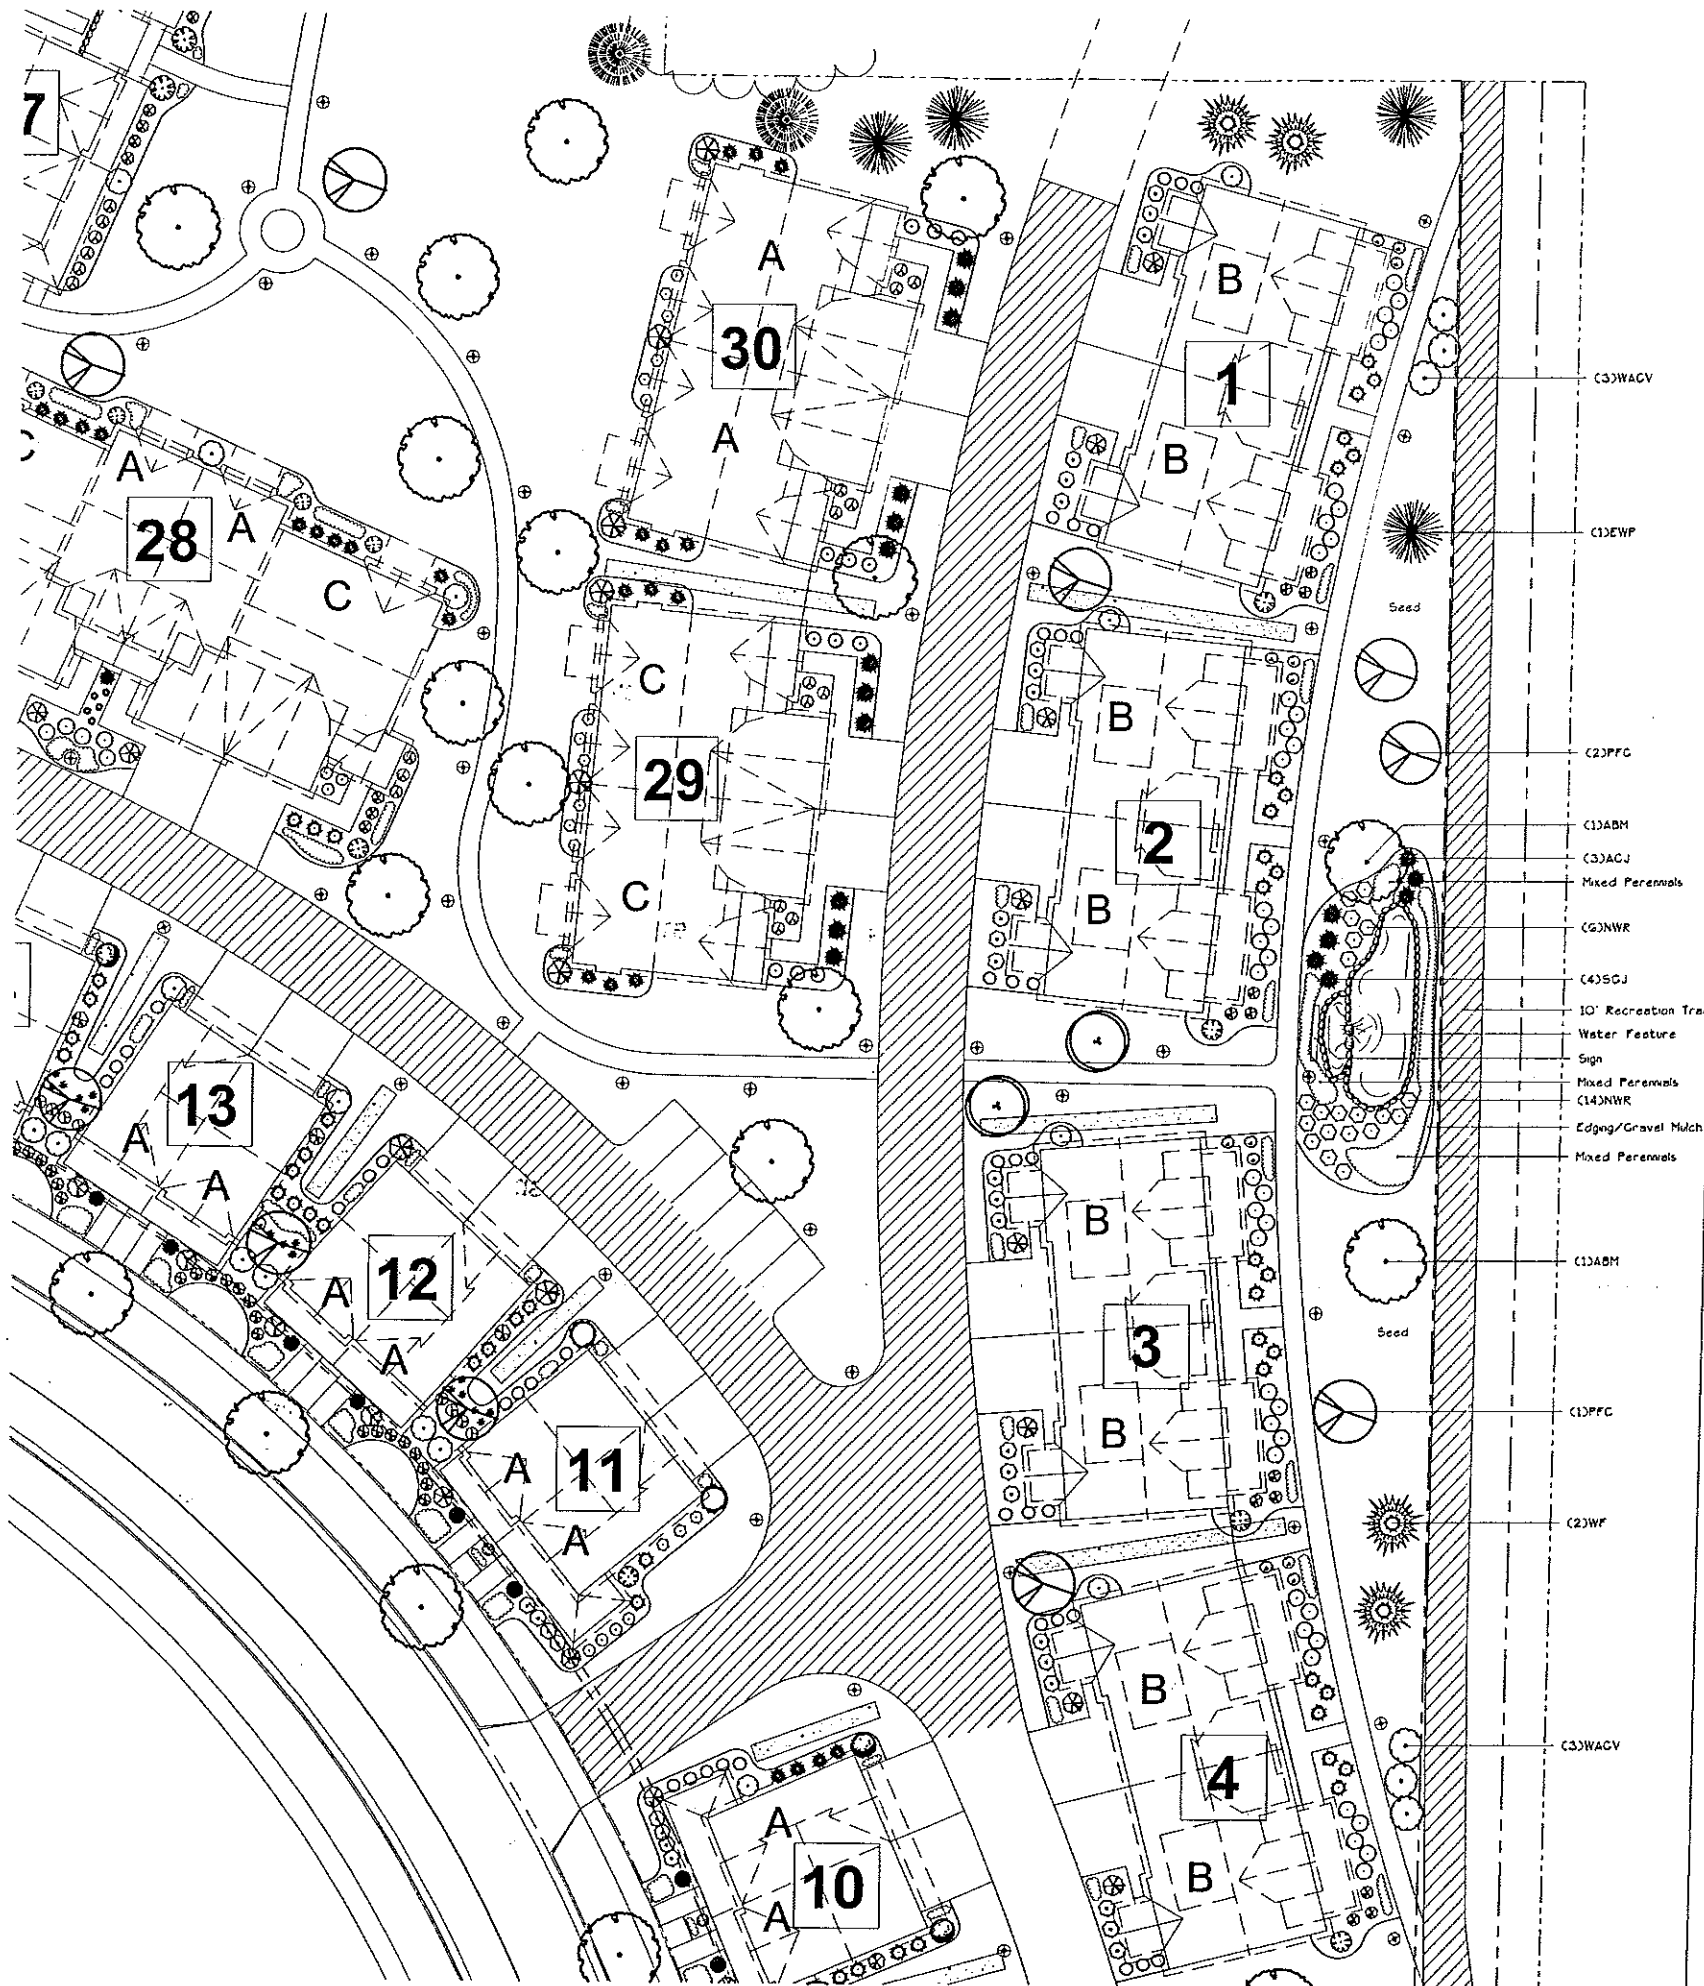 7
A
30
B
1
(3)WAGV
A
B
C
A
28
A
(1)EWP
C
Seed
C
B
29
(2)PFC
2
(1)ABM
(3)AGJ
Mixed Perennials
C
B
(6)NWR
(4)SGJ
10' Recreation Tra
Water Feature
Sign
13
Mixed Perennials
(14)NWR
A
Edging/Gravel Mulch
Mixed Perennials
A
B
12
(1)ABM
A
Seed
3
A
B
(1)PFC
A
11
A
(2)WF
B
4
(3)WAGV
A
10
B
A